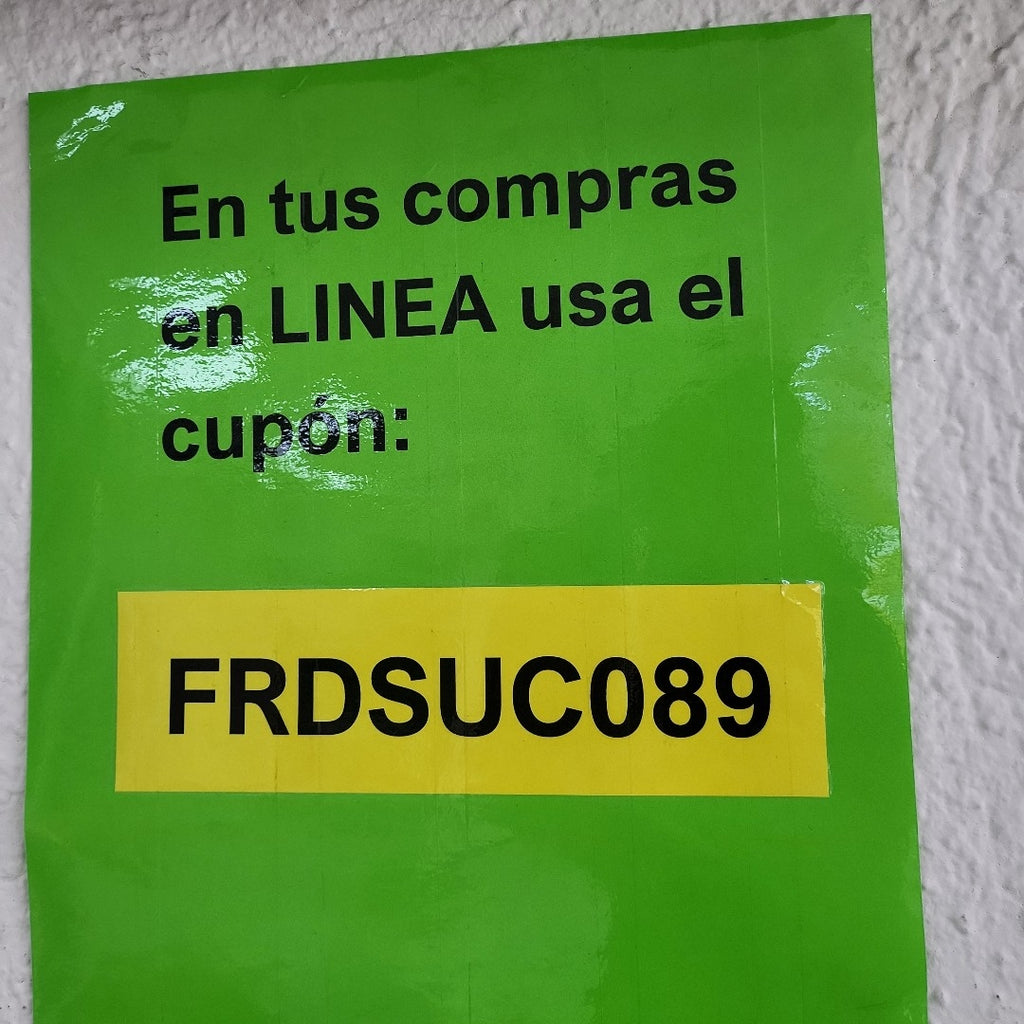 En tus compras
en LINEA usa el
cupón:
FRDSUC089